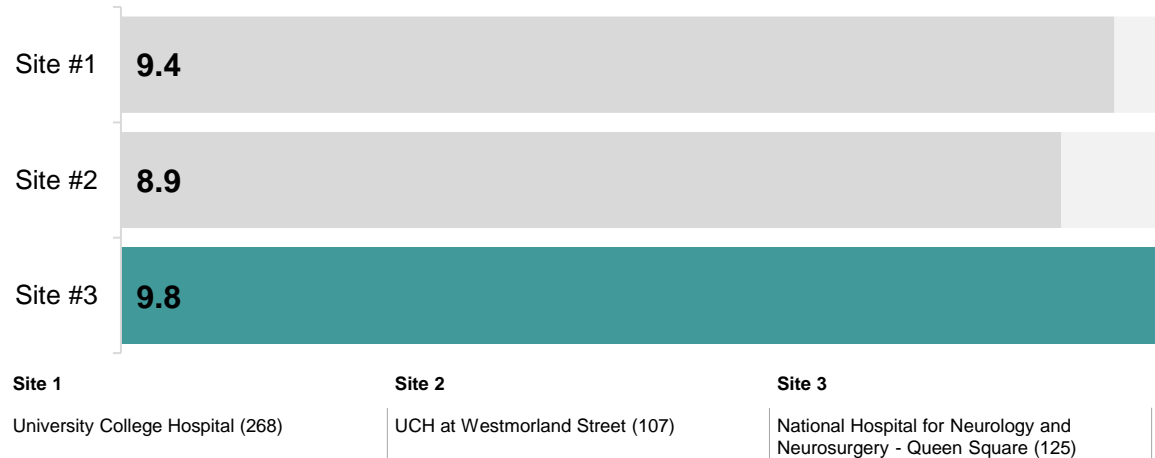 Site #1
9.4
Site #2
8.9
Site #3
9.8
Site 1
Site 2
Site 3
University College Hospital (268)
UCH at Westmorland Street (107)
National Hospital for Neurology and
Neurosurgery - Queen Square (125)